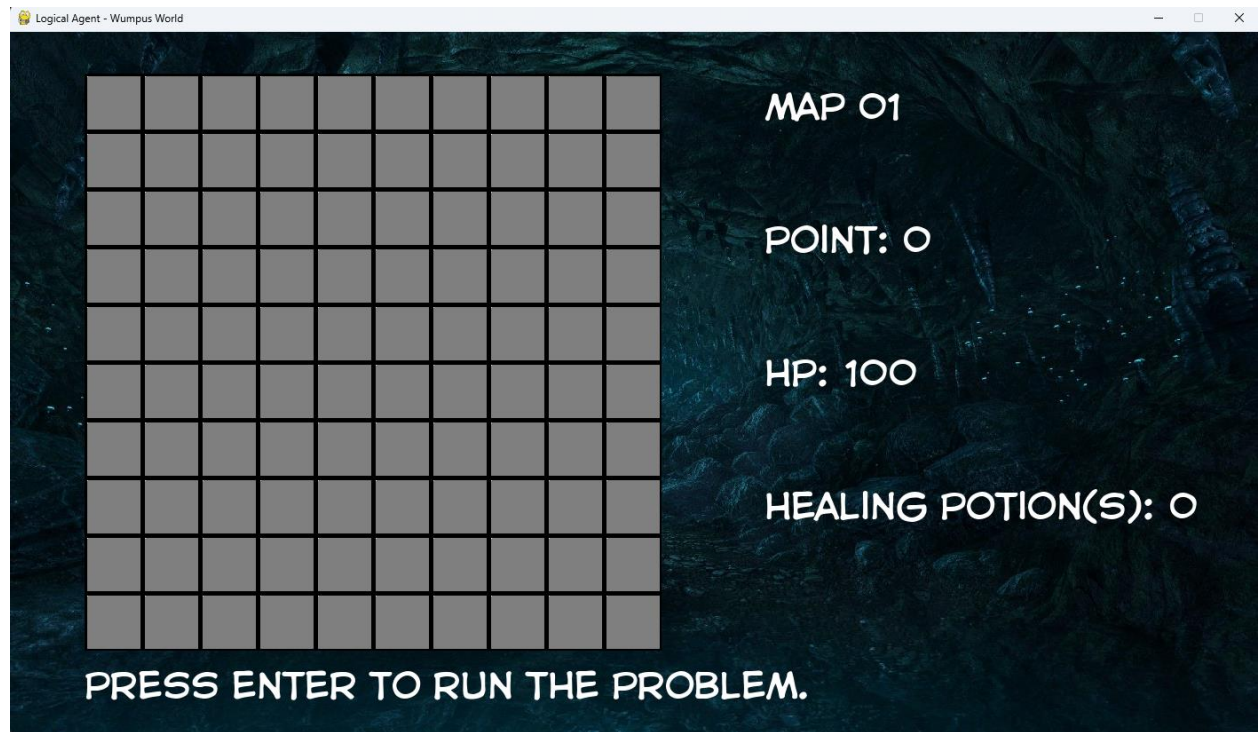 Logical Agent - Wumpus World
MAP 01
POINT: 0
HP: 100
HEALING POTION(S): 0
PRESS ENTER TO RUN THE PROBLEM.